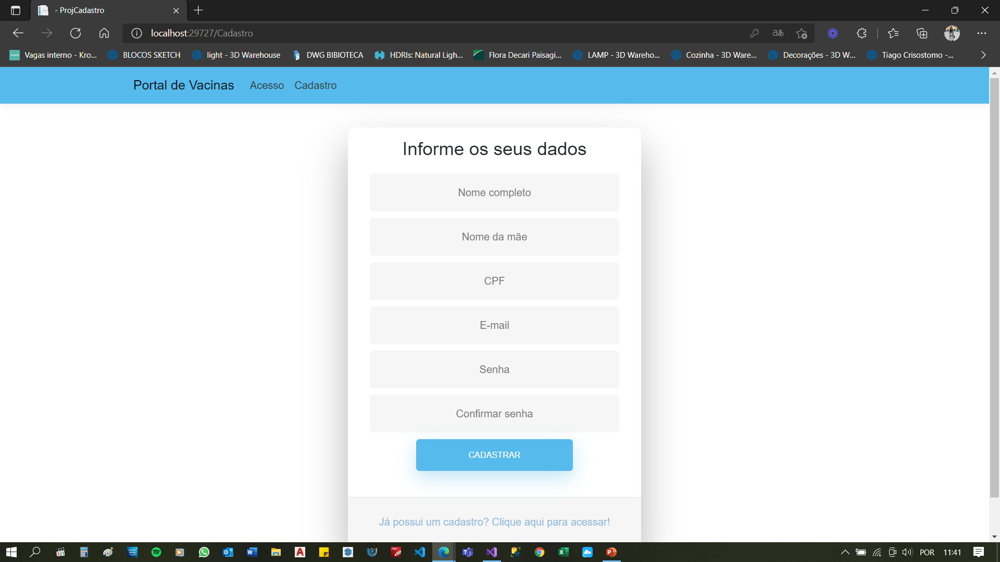 - ProjCadastro
localhost:29727/Cadastro
Vagas interno - Kro... BLOCOS SKETCH light - 3D Warehouse DWG BIBIOTECA HDRIs: Natural Ligh... Flora Decari Paisagi... LAMP - 3D Wareho... Cozinha - 3D Ware... Decorações - 3D W... Tiago Crisostomo -...
Portal de Vacinas Acesso Cadastro
Informe os seus dados
Nome completo
Nome da mãe
CPF
E-mail
Senha
Confirmar senha
CADASTRAR
Já possui um cadastro? Clique aqui para acessar!
POR 11:41